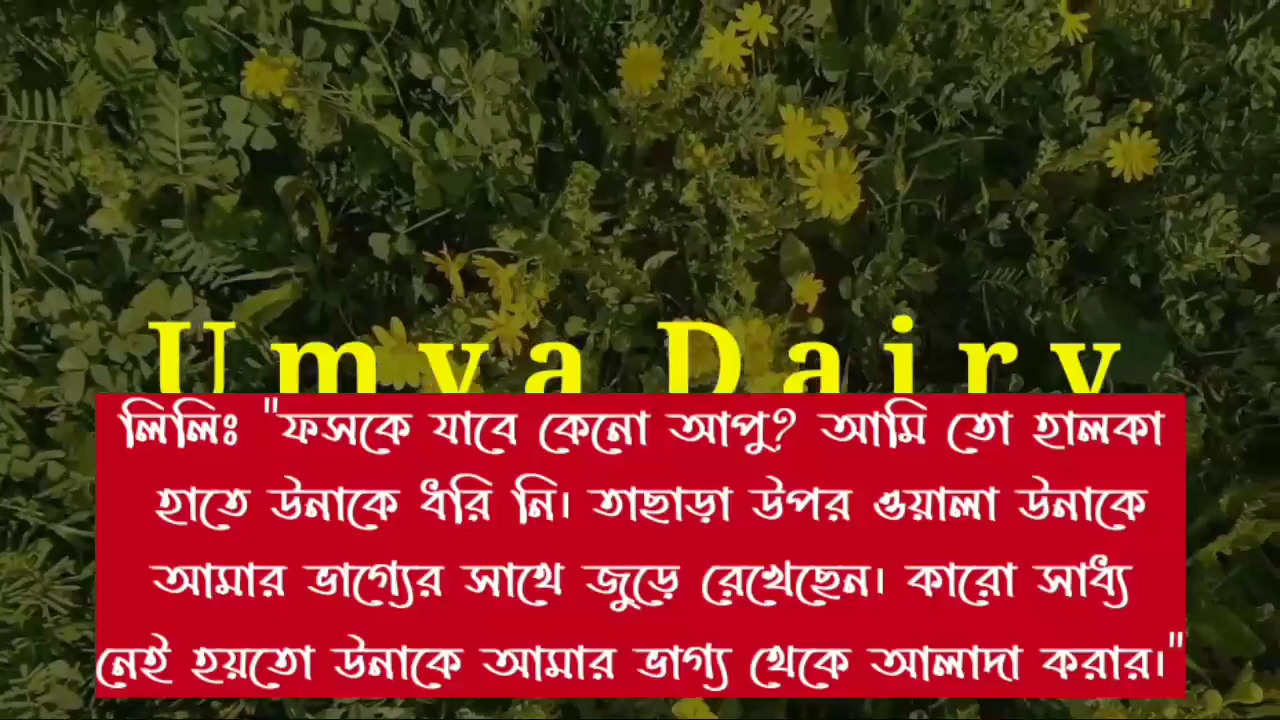 Umya Dairy
লিলিঃ "ফসকে যাবে কেনো আপু? আমি তো হালকা
হাতে উনাকে ধরি নি। তাছাড়া উপর ওয়ালা উনাকে
আমার ভাগ্যের সাথে জুড়ে রেখেছেন। কারো সাধ্য
নেই হয়তো উনাকে আমার ভাগ্য থেকে আলাদা করার।"